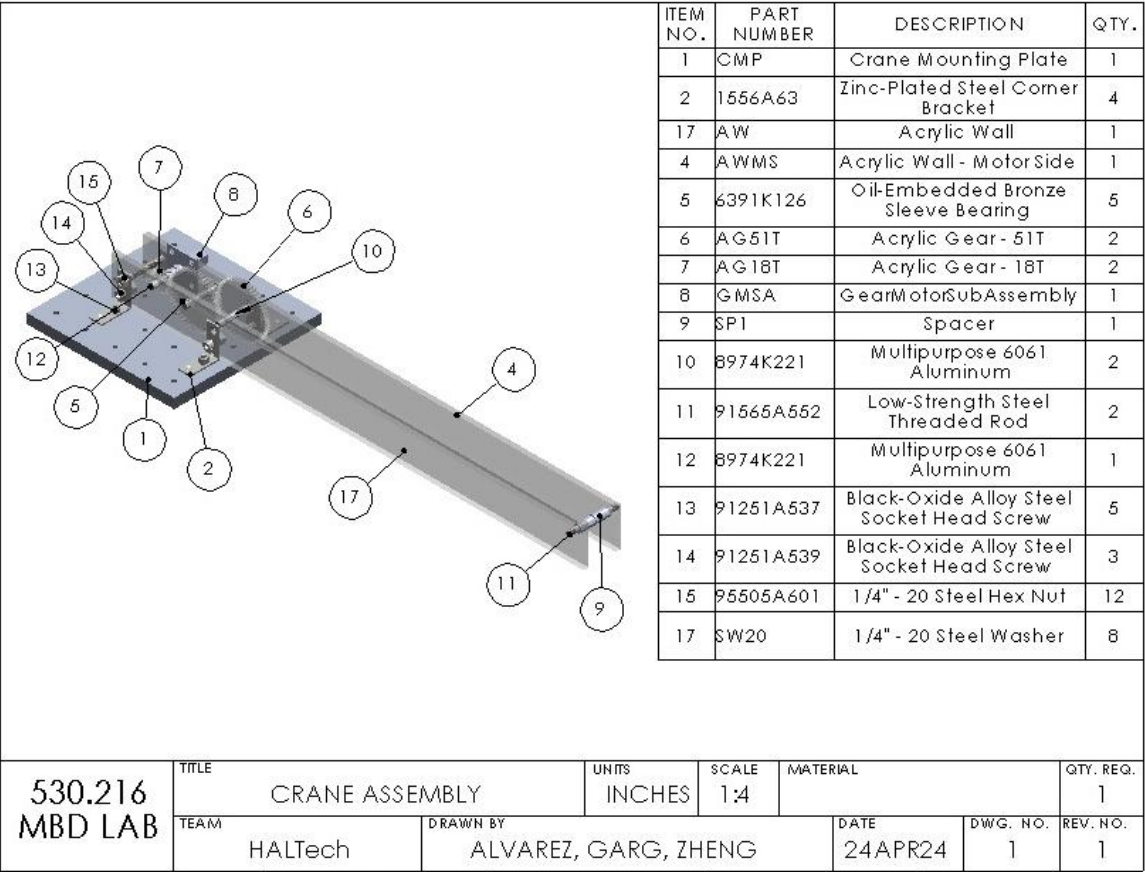 ITEM NO. PART NUMBER DESCRIPTION QTY.
1 CMP Crane Mounting Plate 1
2 1556A63 Zinc-Plated Steel Corner Bracket 4
17 AW Acrylic Wall 1
4 AWMS Acrylic Wall - Motor Side 1
5 6391K126 Oil-Embedded Bronze Sleeve Bearing 5
6 AG51T Acrylic Gear - 51T 2
7 AG18T Acrylic Gear - 18T 2
8 GMSA GearMotorSubAssembly 1
9 SP1 Spacer 1
10 8974K221 Multipurpose 6061 Aluminum 2
11 91565A552 Low-Strength Steel Threaded Rod 2
12 8974K221 Multipurpose 6061 Aluminum 1
13 91251A537 Black-Oxide Alloy Steel Socket Head Screw 5
14 91251A539 Black-Oxide Alloy Steel Socket Head Screw 3
15 95505A601 1/4" - 20 Steel Hex Nut 12
17 SW20 1/4" - 20 Steel Washer 8
7
15
8
6
14
10
13
12
4
5
1
2
17
11
9
530.216
MBD LAB
TITLE
CRANE ASSEMBLY
UNITS
INCHES
SCALE
1:4
MATERIAL
QTY. REQ.
1
TEAM
HALTech
DRAWN BY
ALVAREZ, GARG, ZHENG
DATE
24APR24
DWG. NO.
1
REV. NO.
1